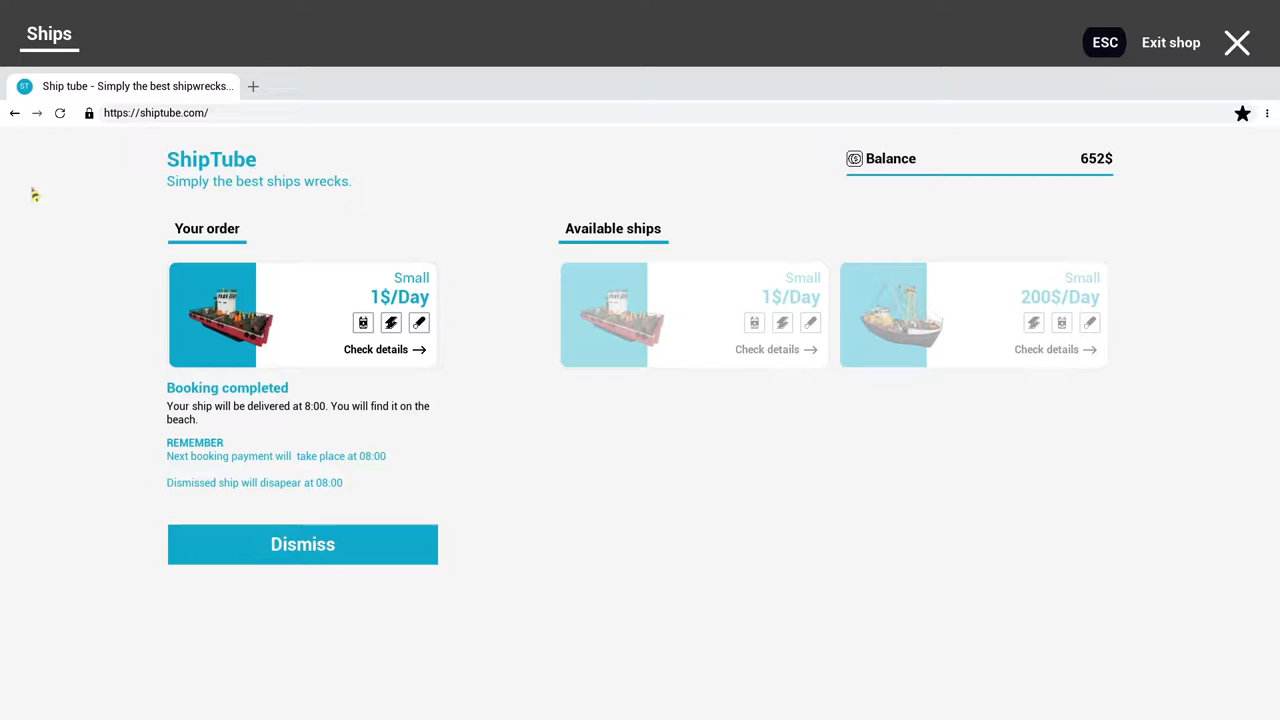 Ships
ESC
Exit shop
ST
Ship tube - Simply the best shipwrecks...
https://shiptube.com/
ShipTube
Simply the best ships wrecks.
Balance
652$
Your order
Available ships
Small
1$/Day
Check details
Small
1$/Day
Check details
Small
200$/Day
Check details
Booking completed
Your ship will be delivered at 8:00. You will find it on the
beach.
REMEMBER
Next booking payment will take place at 08:00
Dismissed ship will disapear at 08:00
Dismiss